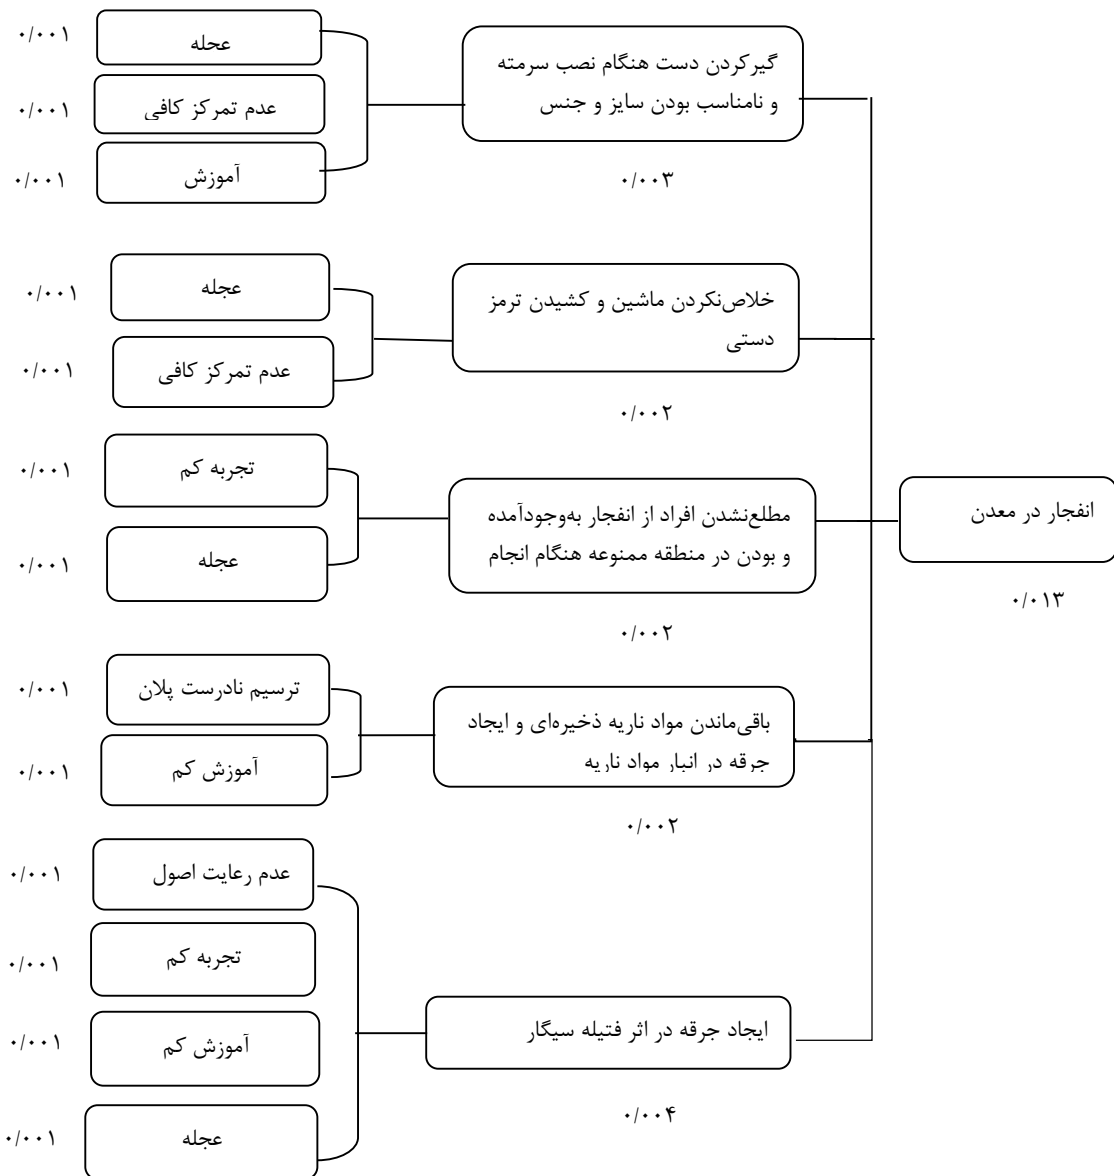 انفجار در معدن
۰/۰۱۳
گیرکردن دست هنگام نصب سرمته
و نامناسب بودن سایز و جنس
۰/۰۰۳
عجله
۰/۰۰۱
عدم تمرکز کافی
۰/۰۰۱
آموزش
۰/۰۰۱
خلاص‌نکردن ماشین و کشیدن ترمز
دستی
۰/۰۰۲
عجله
۰/۰۰۱
عدم تمرکز کافی
۰/۰۰۱
مطلع‌نشدن افراد از انفجار به‌وجودآمده
و بودن در منطقه ممنوعه هنگام انجام
۰/۰۰۲
تجربه کم
۰/۰۰۱
عجله
۰/۰۰۱
باقی‌ماندن مواد ناریه ذخیره‌ای و ایجاد
جرقه در انبار مواد ناریه
۰/۰۰۲
ترسیم نادرست پلان
۰/۰۰۱
آموزش کم
۰/۰۰۱
ایجاد جرقه در اثر فتیله سیگار
۰/۰۰۴
عدم رعایت اصول
۰/۰۰۱
تجربه کم
۰/۰۰۱
آموزش کم
۰/۰۰۱
عجله
۰/۰۰۱